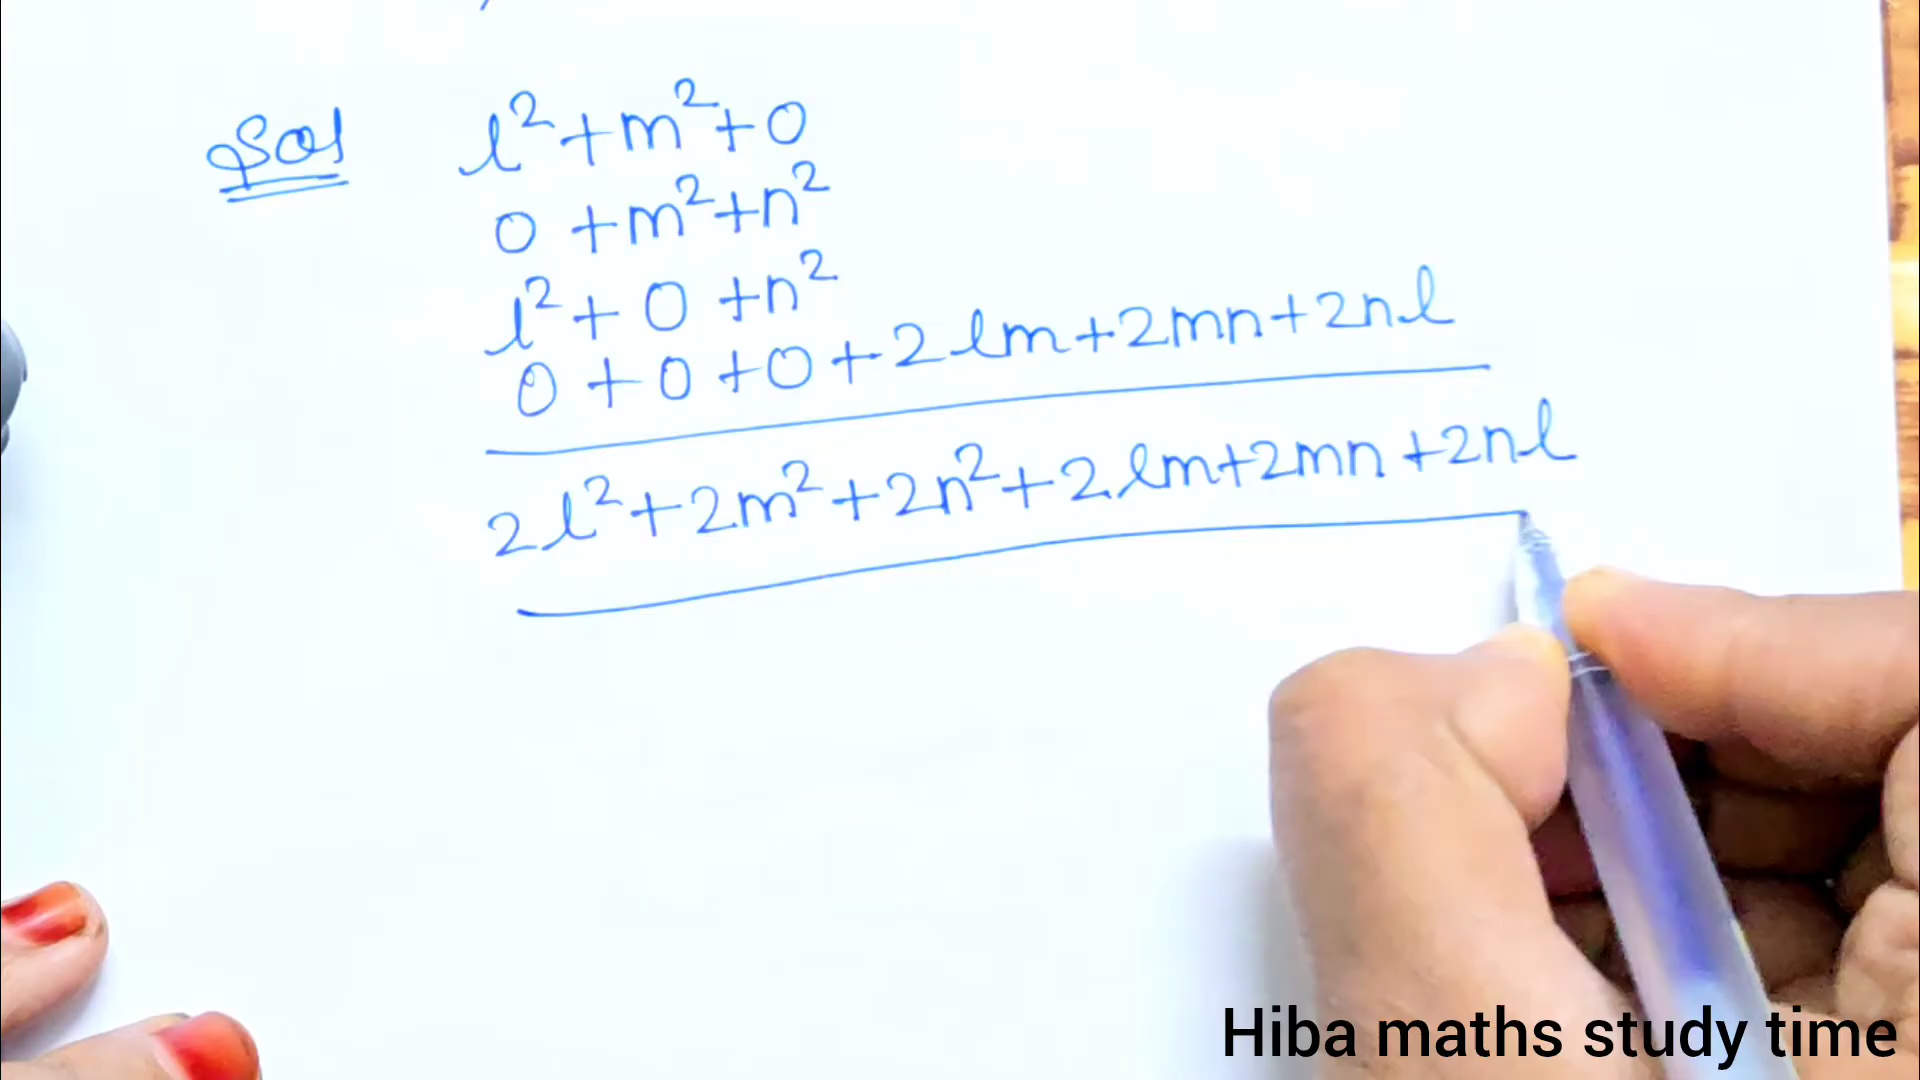 Sol l²+m²+0
0 +m²+n²
l²+ 0 +n²
0 +0 +0+2lm+2mn+2nl
2l²+2m²+2n²+2lm+2mn+2nl
Hiba maths study time